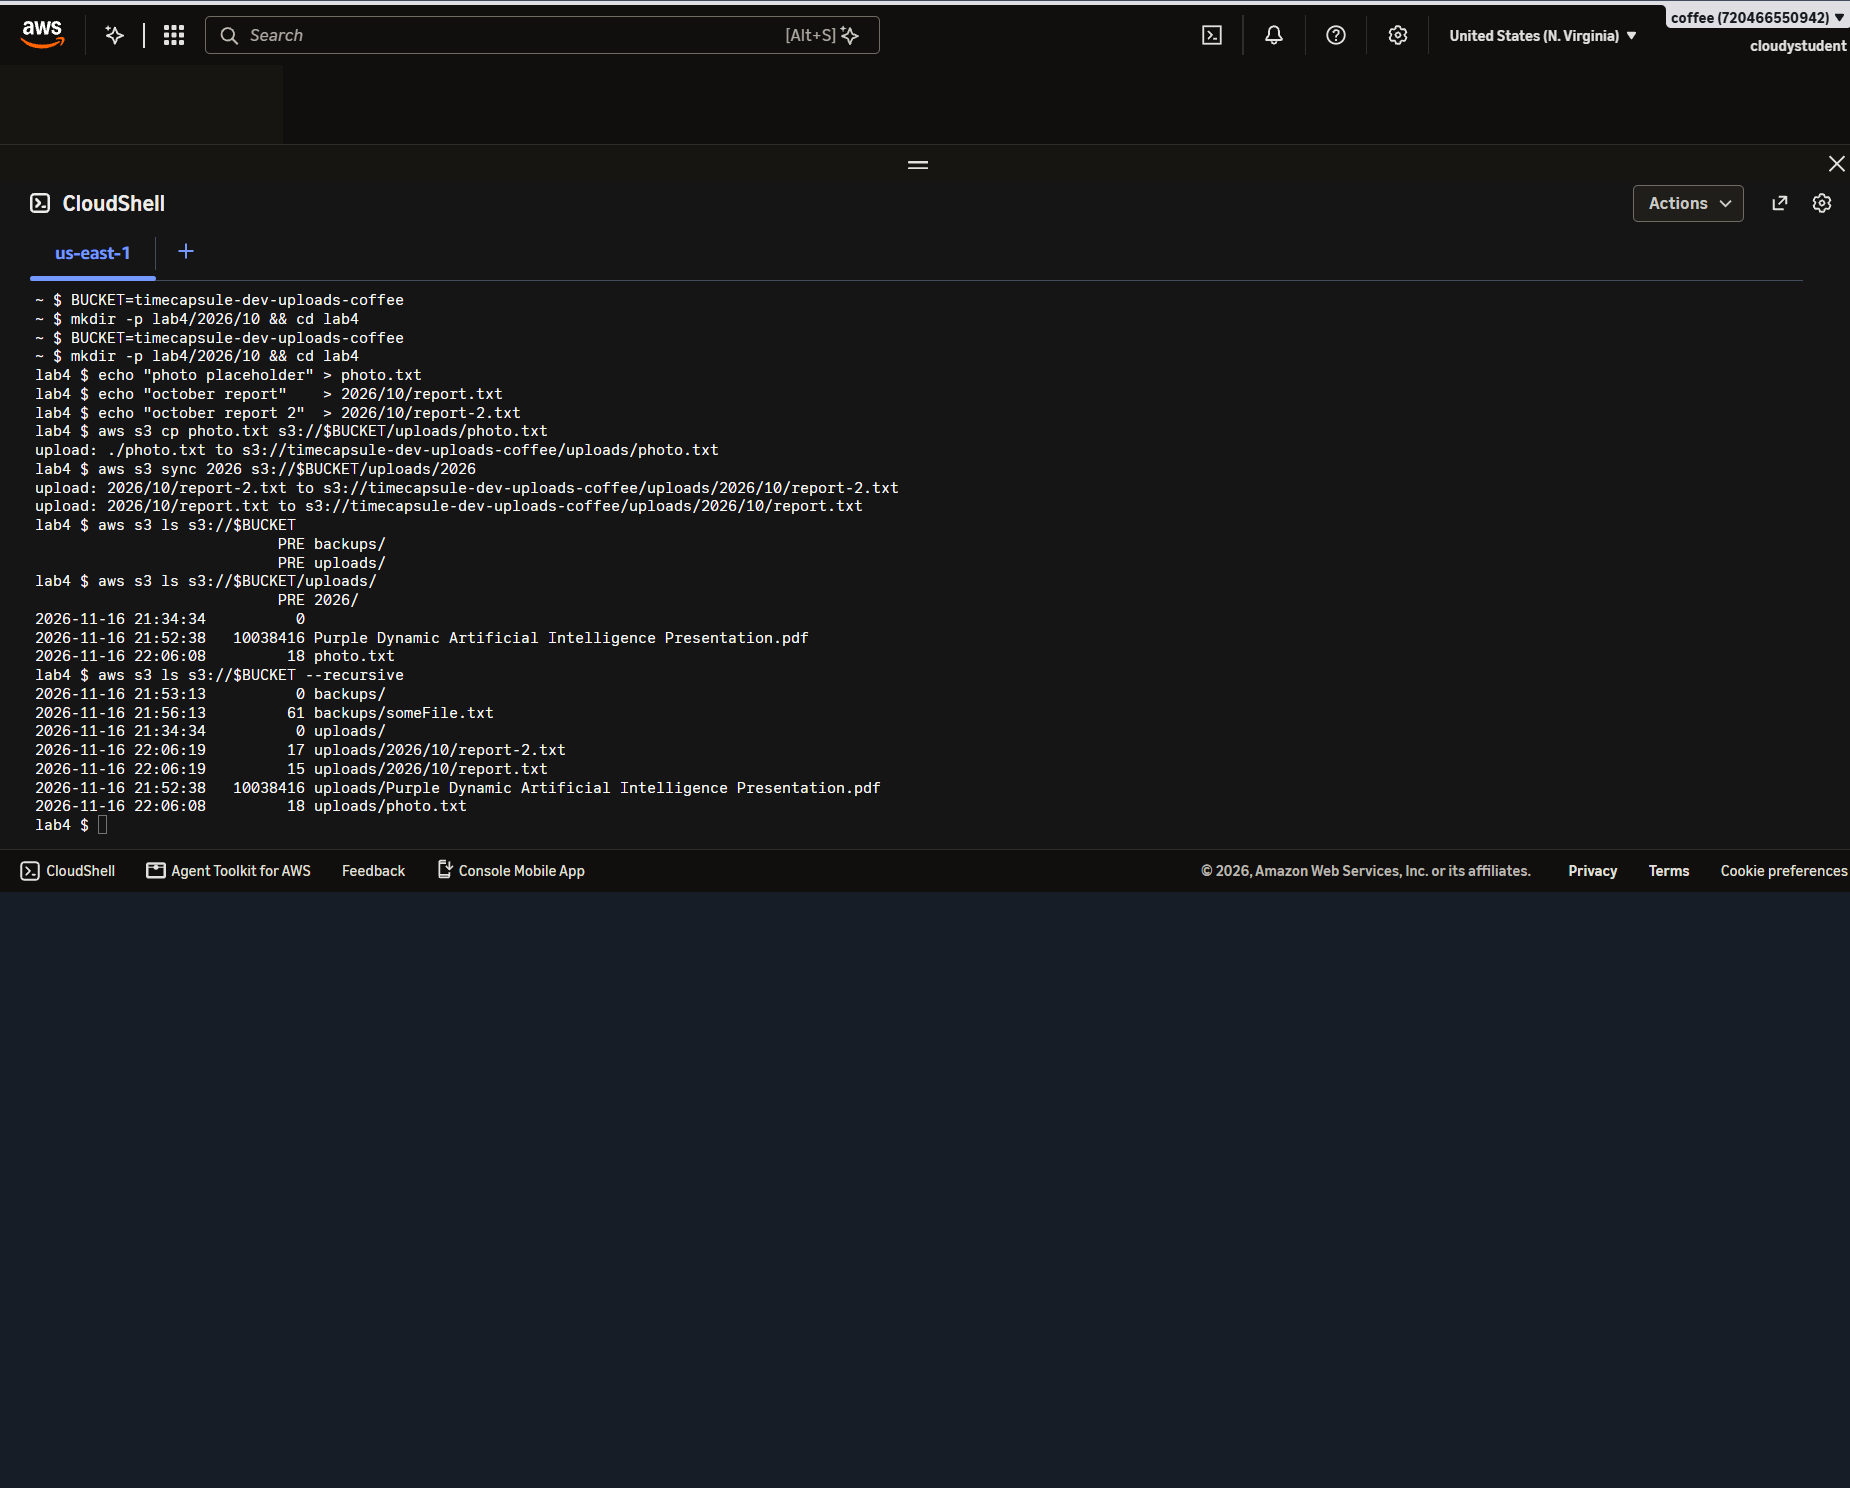 aws
Search [Alt+S]
United States (N. Virginia) ▼
coffee (720466550942) ▼
cloudystudent
CloudShell
Actions
us-east-1 +
~ $ BUCKET=timecapsule-dev-uploads-coffee
~ $ mkdir -p lab4/2026/10 && cd lab4
~ $ BUCKET=timecapsule-dev-uploads-coffee
~ $ mkdir -p lab4/2026/10 && cd lab4
lab4 $ echo "photo placeholder" > photo.txt
lab4 $ echo "october report"    > 2026/10/report.txt
lab4 $ echo "october report 2"  > 2026/10/report-2.txt
lab4 $ aws s3 cp photo.txt s3://$BUCKET/uploads/photo.txt
upload: ./photo.txt to s3://timecapsule-dev-uploads-coffee/uploads/photo.txt
lab4 $ aws s3 sync 2026 s3://$BUCKET/uploads/2026
upload: 2026/10/report-2.txt to s3://timecapsule-dev-uploads-coffee/uploads/2026/10/report-2.txt
upload: 2026/10/report.txt to s3://timecapsule-dev-uploads-coffee/uploads/2026/10/report.txt
lab4 $ aws s3 ls s3://$BUCKET
                           PRE backups/
                           PRE uploads/
lab4 $ aws s3 ls s3://$BUCKET/uploads/
                           PRE 2026/
2026-11-16 21:34:34          0
2026-11-16 21:52:38   10038416 Purple Dynamic Artificial Intelligence Presentation.pdf
2026-11-16 22:06:08         18 photo.txt
lab4 $ aws s3 ls s3://$BUCKET --recursive
2026-11-16 21:53:13          0 backups/
2026-11-16 21:56:13         61 backups/someFile.txt
2026-11-16 21:34:34          0 uploads/
2026-11-16 22:06:19         17 uploads/2026/10/report-2.txt
2026-11-16 22:06:19         15 uploads/2026/10/report.txt
2026-11-16 21:52:38   10038416 uploads/Purple Dynamic Artificial Intelligence Presentation.pdf
2026-11-16 22:06:08         18 uploads/photo.txt
lab4 $
CloudShell Agent Toolkit for AWS Feedback Console Mobile App © 2026, Amazon Web Services, Inc. or its affiliates. Privacy Terms Cookie preferences